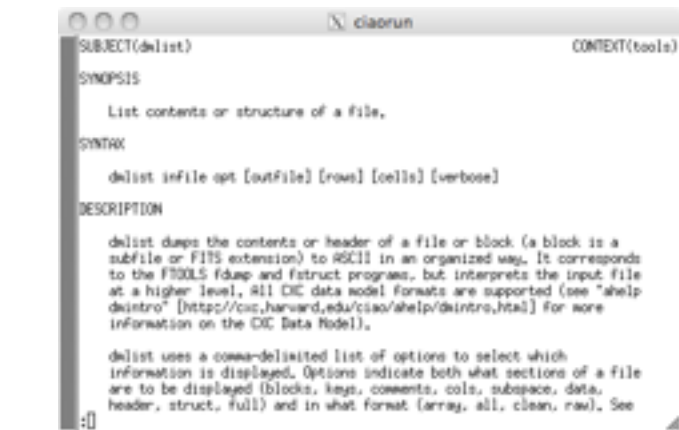 ciaorun
SUBJECT(dmlist) CONTEXT(tools)
SYNOPSIS
List contents or structure of a file.
SYNTAX
dmlist infile opt [outfile] [rows] [cells] [verbose]
DESCRIPTION
dmlist dumps the contents or header of a file or block (a block is a
subfile or FITS extension) to ASCII in an organized way. It corresponds
to the FTOOLS fdump and fstruct programs, but interprets the input file
at a higher level. All CXC data model formats are supported (see "ahelp
dmintro" [http://cxc.harvard.edu/ciao/ahelp/dmintro.html] for more
information on the CXC Data Model).
dmlist uses a comma-delimited list of options to select which
information is displayed. Options indicate both what sections of a file
are to be displayed (blocks, keys, comments, cols, subspace, data,
header, struct, full) and in what format (array, all, clean, raw). See
: